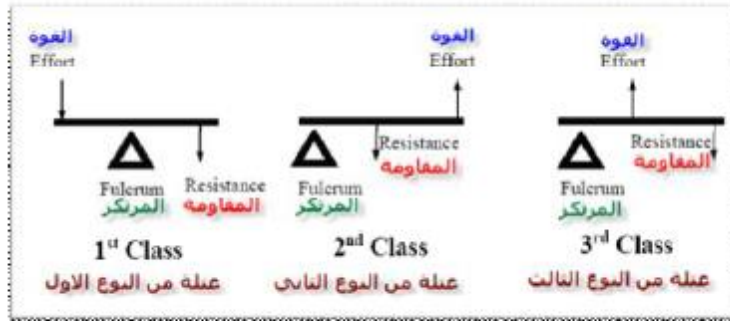 القوة
Effort
Fulcrum
المرتكز
Resistance
المقاومة
1st Class
عتلة من النوع الاول
القوة
Effort
Resistance
المقاومة
Fulcrum
المرتكز
2nd Class
عتلة من النوع الثاني
القوة
Effort
Resistance
المقاومة
Fulcrum
المرتكز
3rd Class
عتلة من النوع الثالث